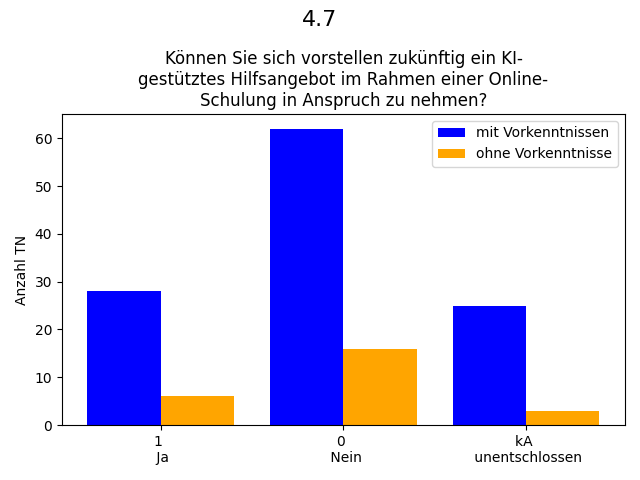 4.7
Können Sie sich vorstellen zukünftig ein KI-
gestütztes Hilfsangebot im Rahmen einer Online-
Schulung in Anspruch zu nehmen?
mit Vorkenntnissen
ohne Vorkenntnisse
Anzahl TN
60
50
40
30
20
10
0
1 0 kA
Ja Nein unentschlossen